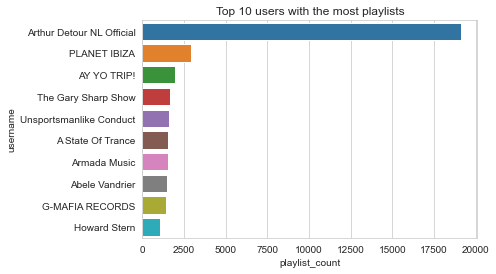 Top 10 users with the most playlists
username
Arthur Detour NL Official
PLANET IBIZA
AY YO TRIP!
The Gary Sharp Show
Unsportsmanlike Conduct
A State Of Trance
Armada Music
Abele Vandrier
G-MAFIA RECORDS
Howard Stern
0 2500 5000 7500 10000 12500 15000 17500 20000
playlist_count